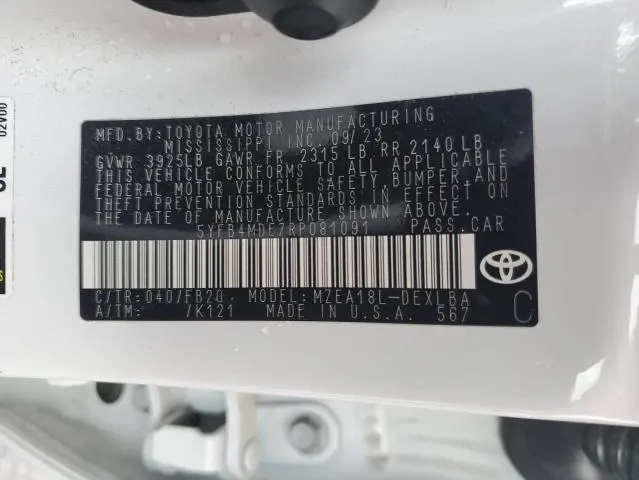 MFD.BY:TOYOTA MOTOR MANUFACTURING
MISSISSIPPI INC. 09/23
GVWR 3925LB GAWR FR 2315 LB RR 2140 LB
THIS VEHICLE CONFORMS TO ALL APPLICABLE
FEDERAL MOTOR VEHICLE SAFETY, BUMPER AND
THEFT PREVENTION STANDARDS IN EFFECT ON
THE DATE OF MANUFACTURE SHOWN ABOVE.
5YFB4MDE7RP081091 PASS.CAR
C/TR: 040/FB20 MODEL: MZEA18L-DEXLBA
A/TM: /K121 MADE IN U.S.A. 567
C